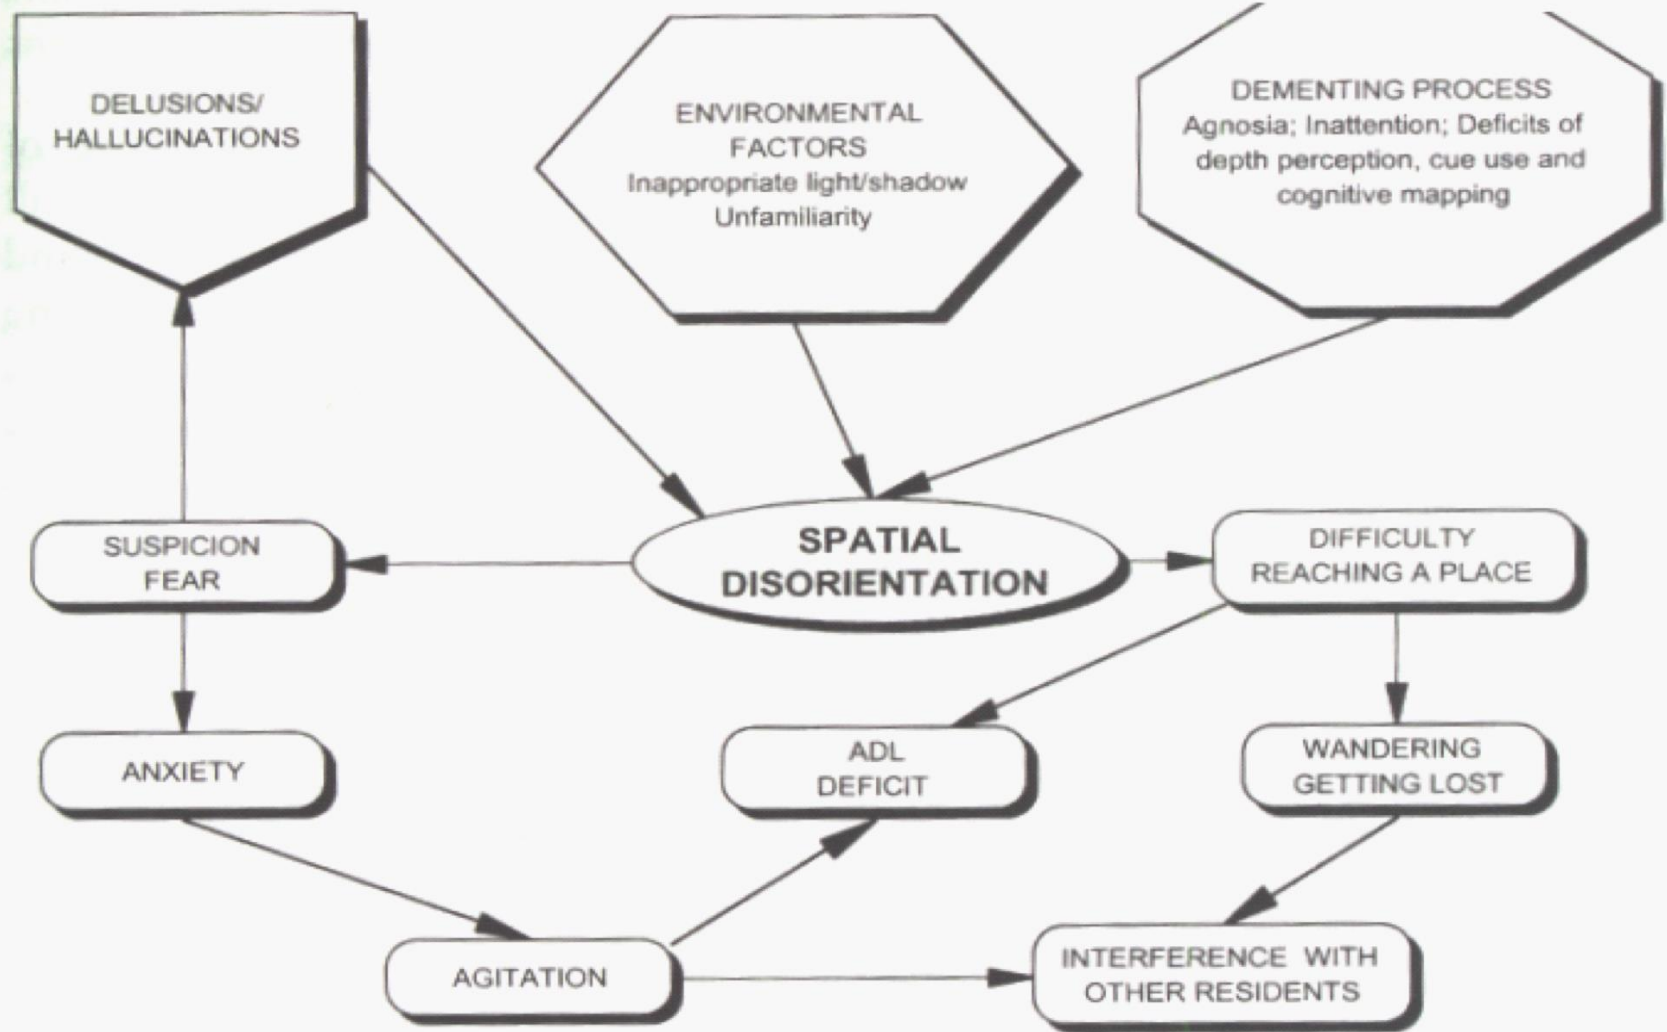 DELUSIONS/
HALLUCINATIONS
ENVIRONMENTAL
FACTORS
Inappropriate light/shadow
Unfamiliarity
DEMENTING PROCESS
Agnosia; Inattention; Deficits of
depth perception, cue use and
cognitive mapping
SUSPICION
FEAR
SPATIAL
DISORIENTATION
DIFFICULTY
REACHING A PLACE
ANXIETY
ADL
DEFICIT
WANDERING
GETTING LOST
AGITATION
INTERFERENCE WITH
OTHER RESIDENTS